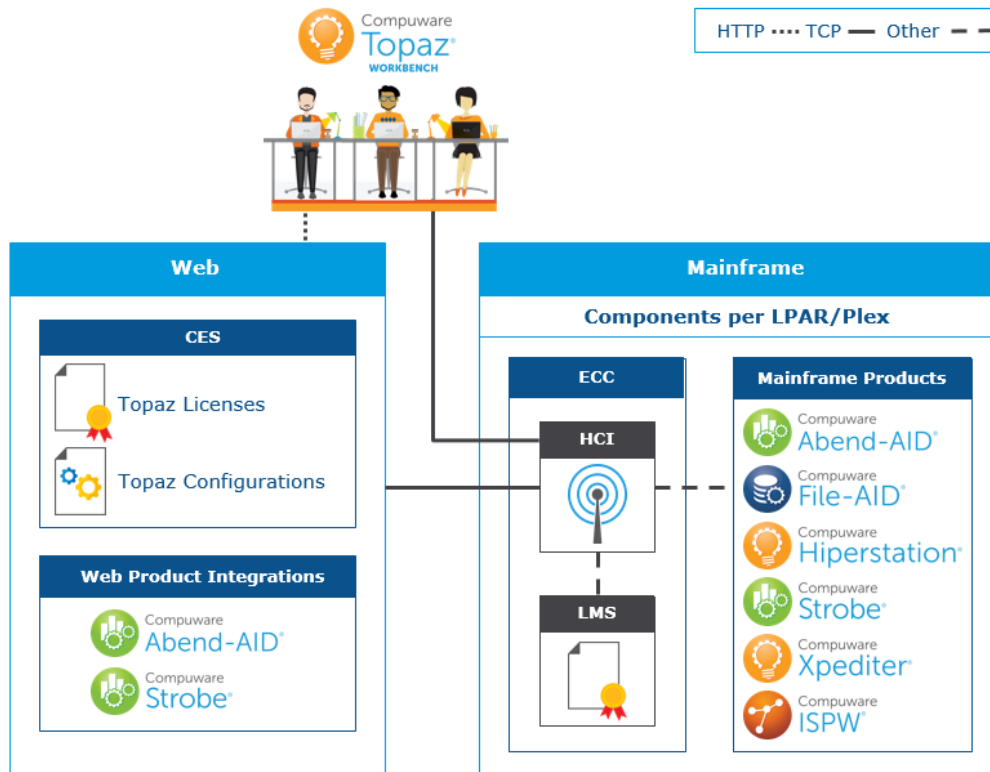 Compuware
Topaz®
WORKBENCH
HTTP TCP Other
Web
CES
Topaz Licenses
Topaz Configurations
Web Product Integrations
Compuware
Abend-AID®
Compuware
Strobe®
Mainframe
Components per LPAR/Plex
ECC
HCI
LMS
Mainframe Products
Compuware
Abend-AID®
Compuware
File-AID®
Compuware
Hiperstation®
Compuware
Strobe®
Compuware
Xpediter®
Compuware
ISPW®